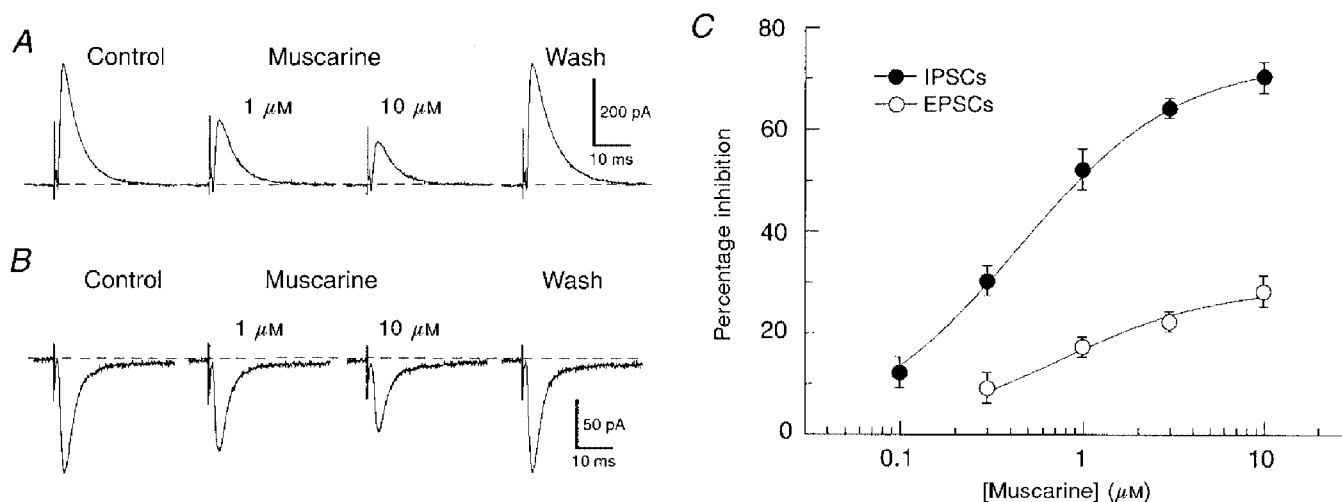 A
Control
Muscarine
Wash
1 μM
10 μM
200 pA
10 ms
B
Control
Muscarine
Wash
1 μM
10 μM
50 pA
10 ms
C
80
60
40
20
0
Percentage inhibition
IPSCs
EPSCs
0.1
1
10
[Muscarine] (μM)